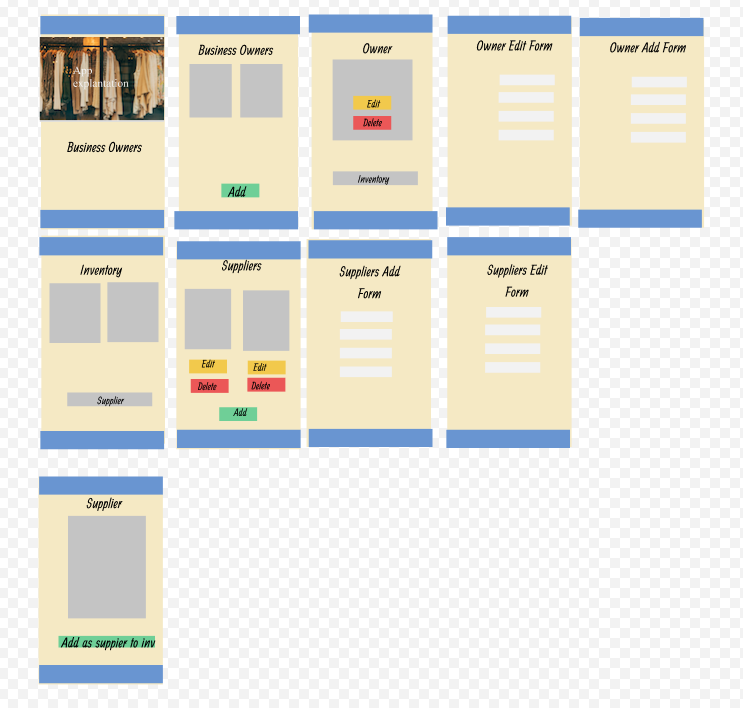 App
explantation
Business Owners
Business Owners
Add
Owner
Edit
Delete
Inventory
Owner Edit Form
Owner Add Form
Inventory
Supplier
Suppliers
Edit
Edit
Delete
Delete
Add
Suppliers Add
Form
Suppliers Edit
Form
Supplier
Add as suppier to inv